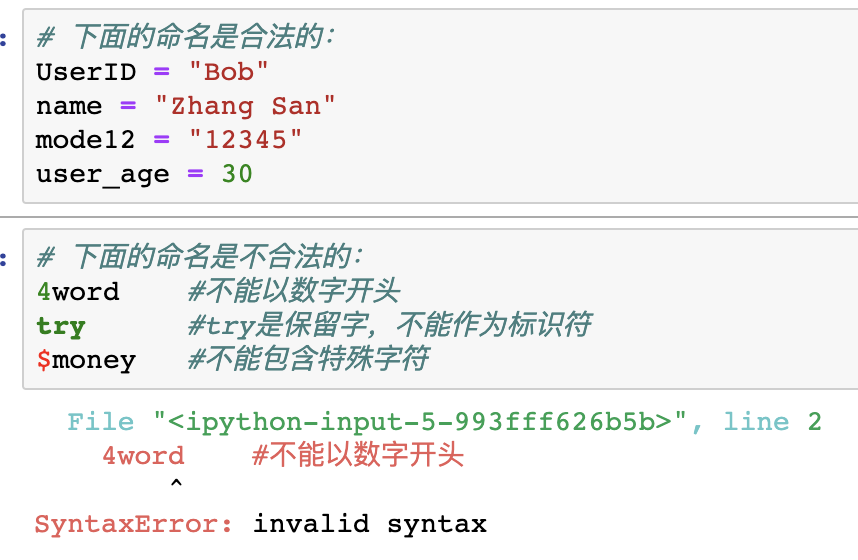 :
# 下面的命名是合法的:
UserID = "Bob"
name = "Zhang San"
mode12 = "12345"
user_age = 30
:
# 下面的命名是不合法的:
4word    #不能以数字开头
try      #try是保留字, 不能作为标识符
$money   #不能包含特殊字符
File "<ipython-input-5-993fff626b5b>", line 2
4word    #不能以数字开头
^
SyntaxError: invalid syntax